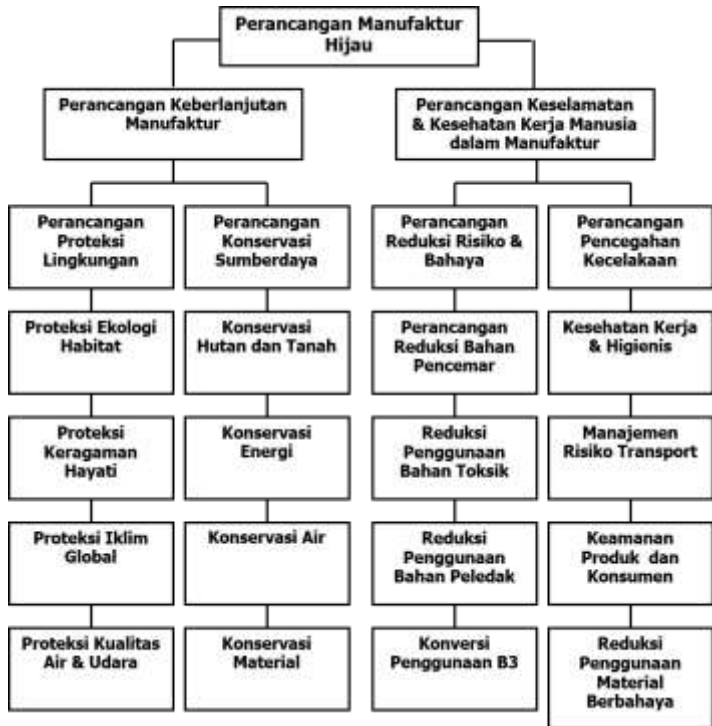 Perancangan Manufaktur
Hijau
Perancangan Keberlanjutan
Manufaktur
Perancangan Keselamatan
& Kesehatan Kerja Manusia
dalam Manufaktur
Perancangan
Proteksi
Lingkungan
Perancangan
Konservasi
Sumberdaya
Perancangan
Reduksi Risiko &
Bahaya
Perancangan
Pencegahan
Kecelakaan
Proteksi Ekologi
Habitat
Konservasi
Hutan dan Tanah
Perancangan
Reduksi Bahan
Pencemar
Kesehatan Kerja
& Higienis
Proteksi
Keragaman
Hayati
Konservasi
Energi
Reduksi
Penggunaan
Bahan Toksik
Manajemen
Risiko Transport
Proteksi Iklim
Global
Konservasi Air
Reduksi
Penggunaan
Bahan Peledak
Keamanan
Produk dan
Konsumen
Proteksi Kualitas
Air & Udara
Konservasi
Material
Konversi
Penggunaan B3
Reduksi
Penggunaan
Material
Berbahaya